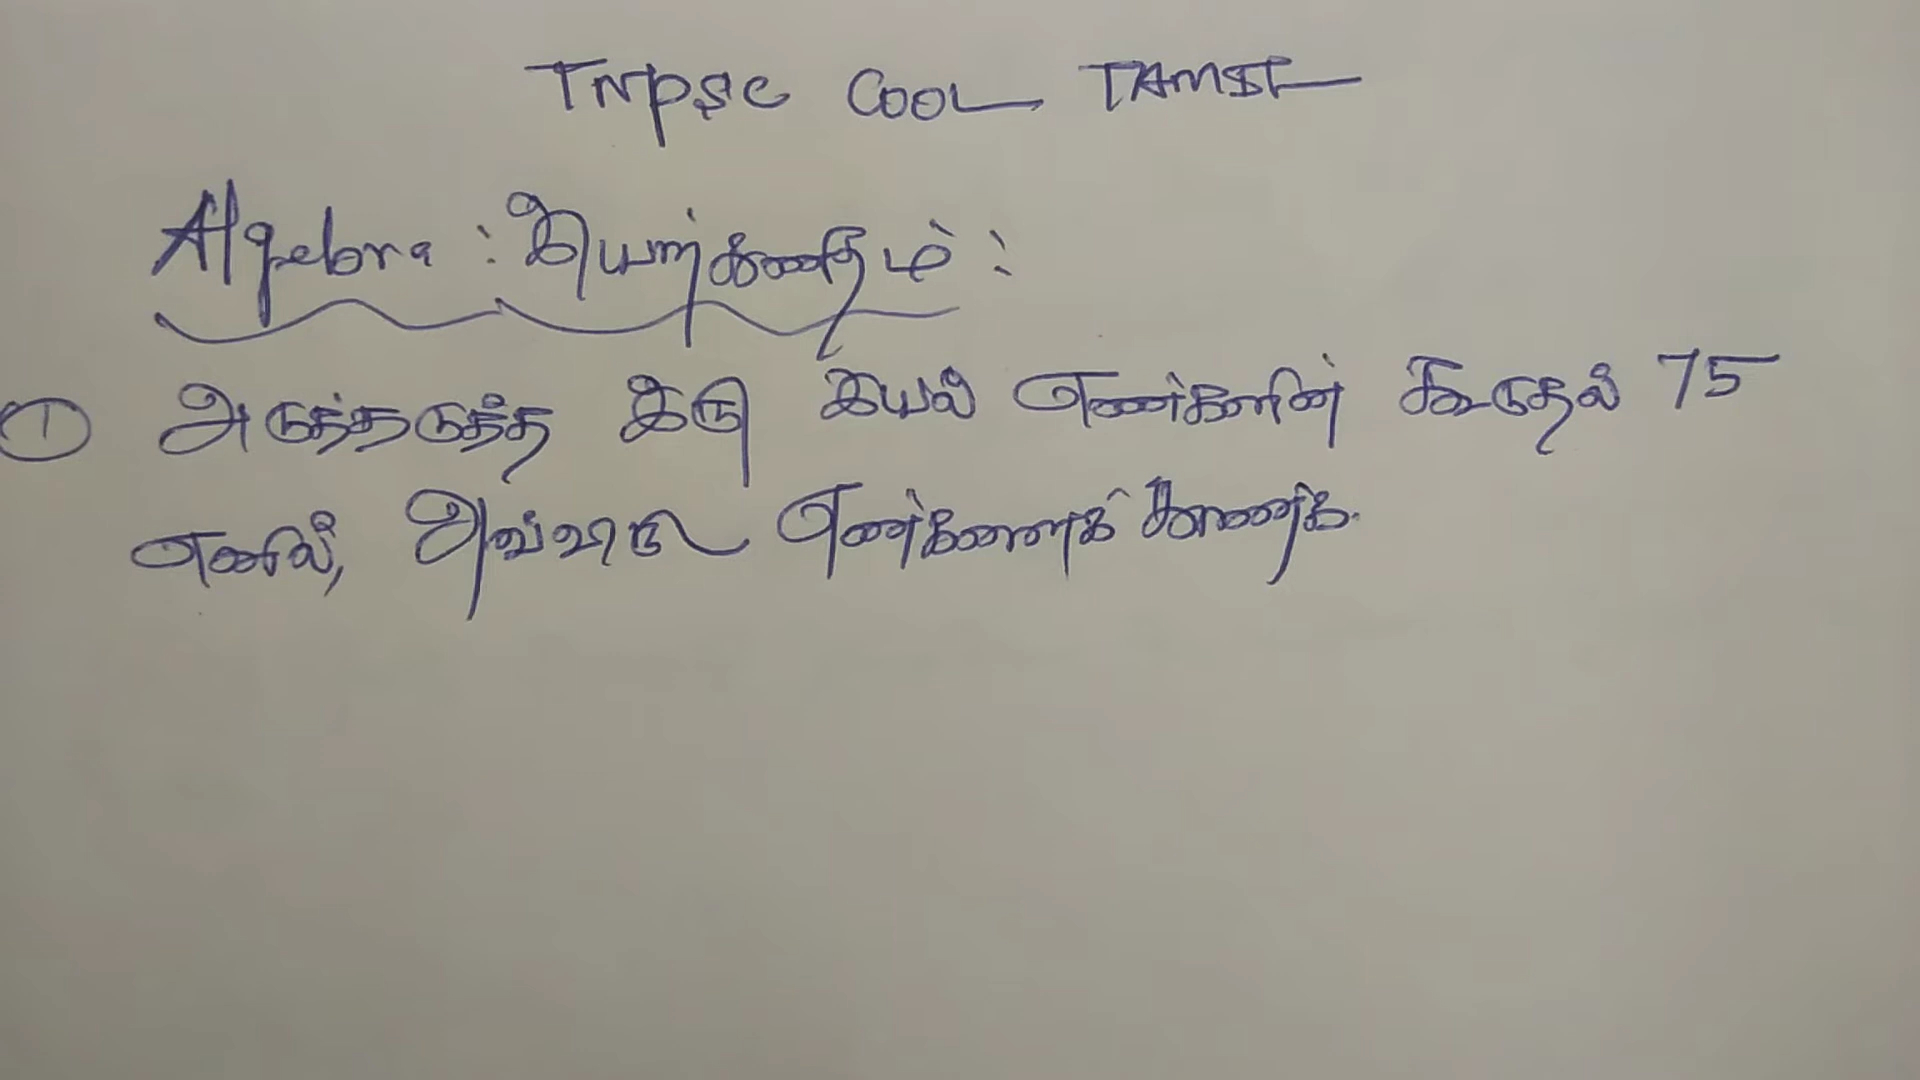 TNPSC COOL TAMIL
Algebra : இயற்கணிதம் :
① அடுத்தடுத்த இரு இயல் எண்களின் கூடுதல் 75
எனில், அவ்விரு எண்களைக் காண்க.